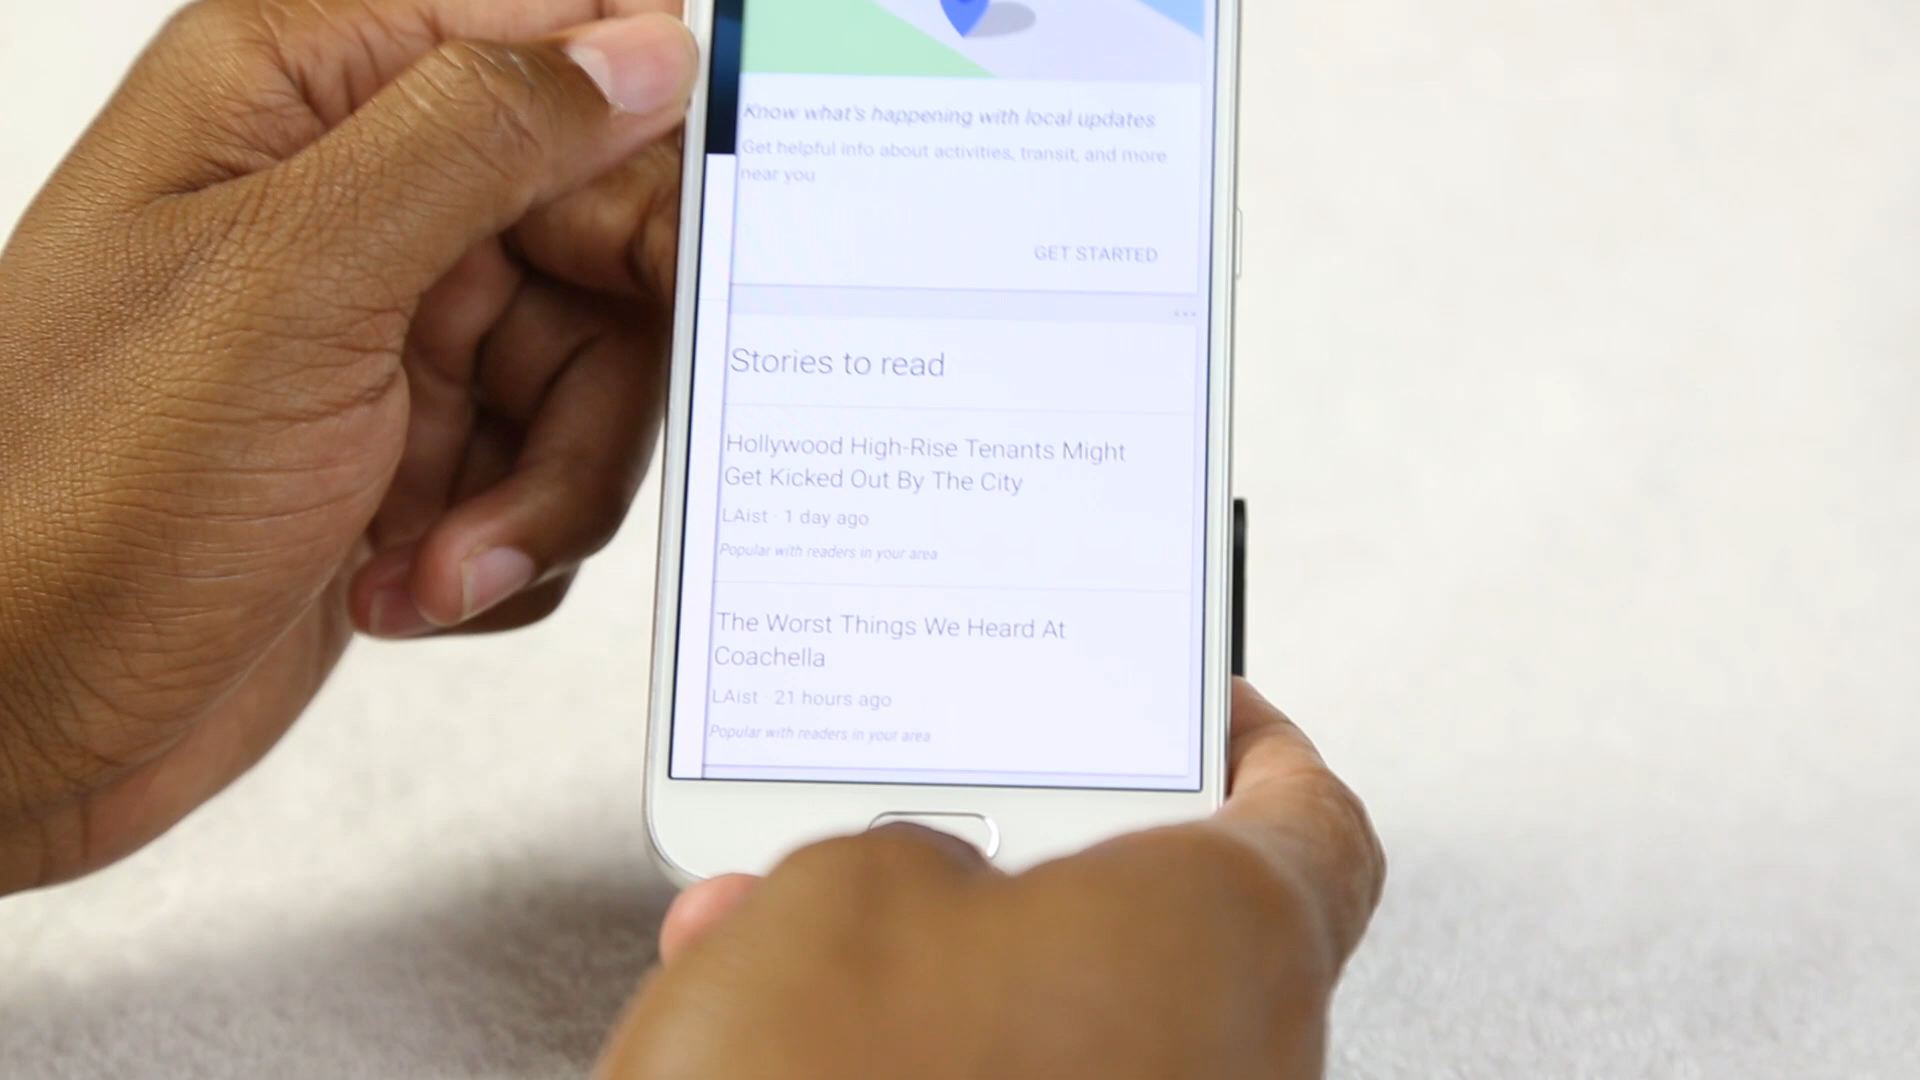 Know what's happening with local updates
Get helpful info about activities, transit, and more
near you
GET STARTED
Stories to read
Hollywood High-Rise Tenants Might
Get Kicked Out By The City
LAist · 1 day ago
Popular with readers in your area
The Worst Things We Heard At
Coachella
LAist · 21 hours ago
Popular with readers in your area